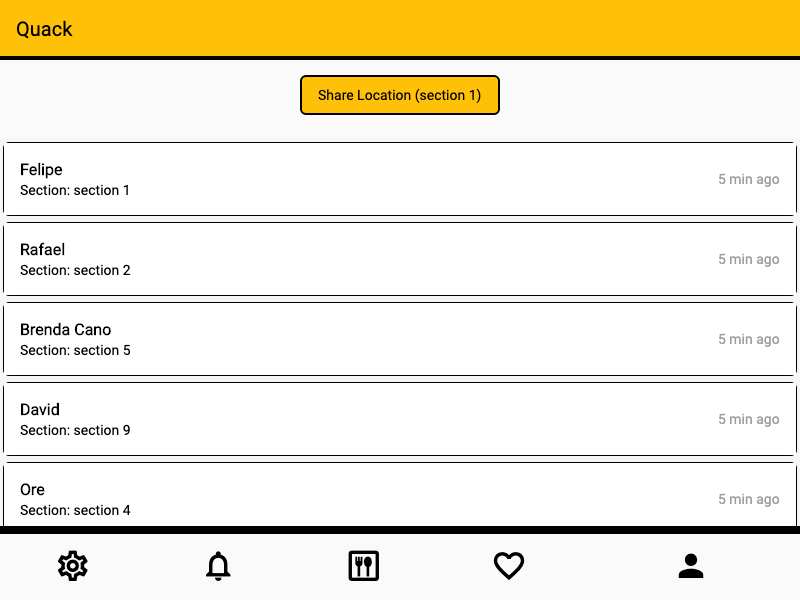 Quack
Share Location (section 1)
Felipe
Section: section 1
5 min ago
Rafael
Section: section 2
5 min ago
Brenda Cano
Section: section 5
5 min ago
David
Section: section 9
5 min ago
Ore
Section: section 4
5 min ago